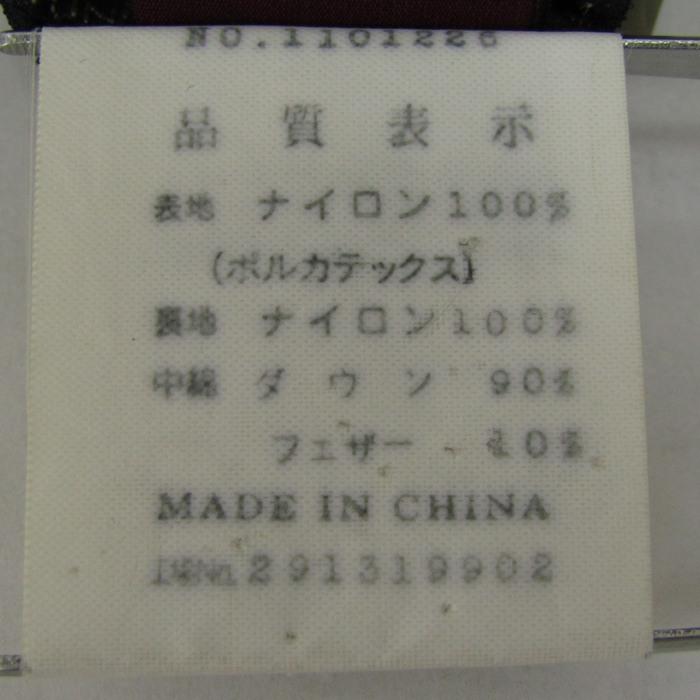 NO.1101226
品質表示
表地 ナイロン100%
(ポルカテックス)
裏地 ナイロン100%
中綿 ダウン 90%
フェザー 10%
MADE IN CHINA
291319902